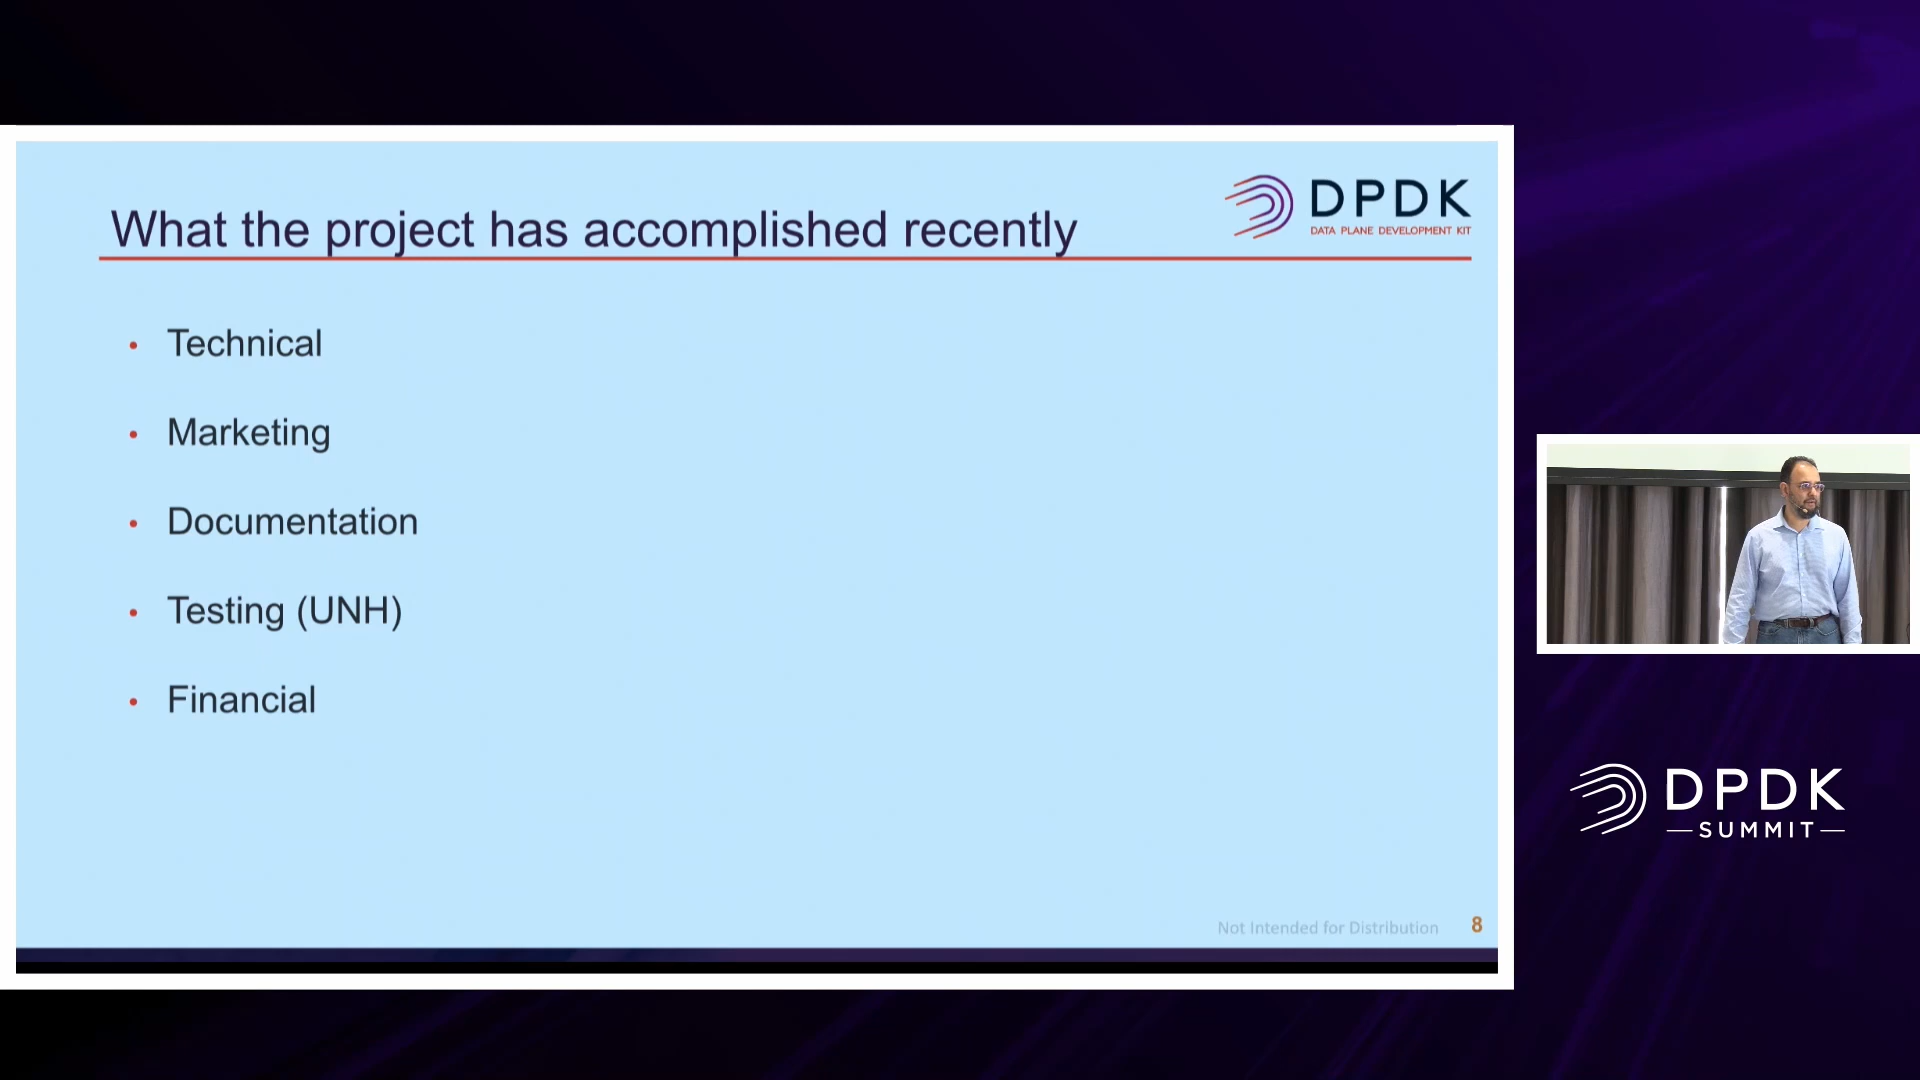 What the project has accomplished recently
DPDK
DATA PLANE DEVELOPMENT KIT
• Technical
• Marketing
• Documentation
• Testing (UNH)
• Financial
Not Intended for Distribution 8
DPDK
SUMMIT